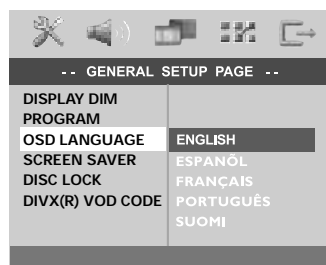 -- GENERAL SETUP PAGE --
DISPLAY DIM
PROGRAM
OSD LANGUAGE
SCREEN SAVER
DISC LOCK
DIVX(R) VOD CODE
ENGLISH
ESPANÕL
FRANÇAIS
PORTUGUÊS
SUOMI